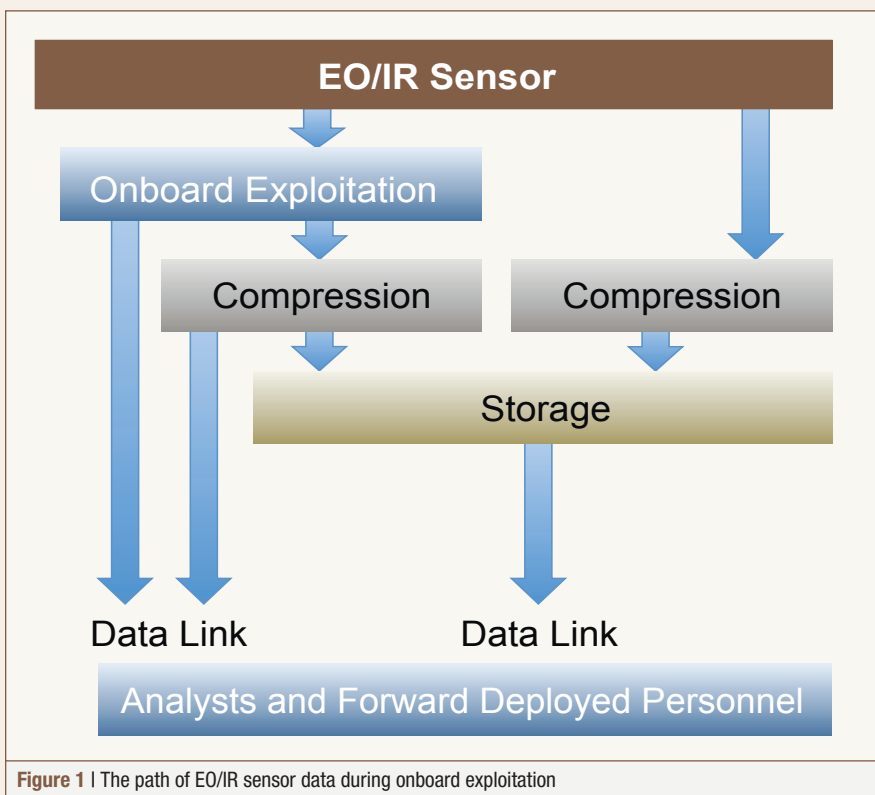 EO/IR Sensor
Onboard Exploitation
Compression
Compression
Storage
Data Link
Data Link
Analysts and Forward Deployed Personnel
Figure 1 | The path of EO/IR sensor data during onboard exploitation